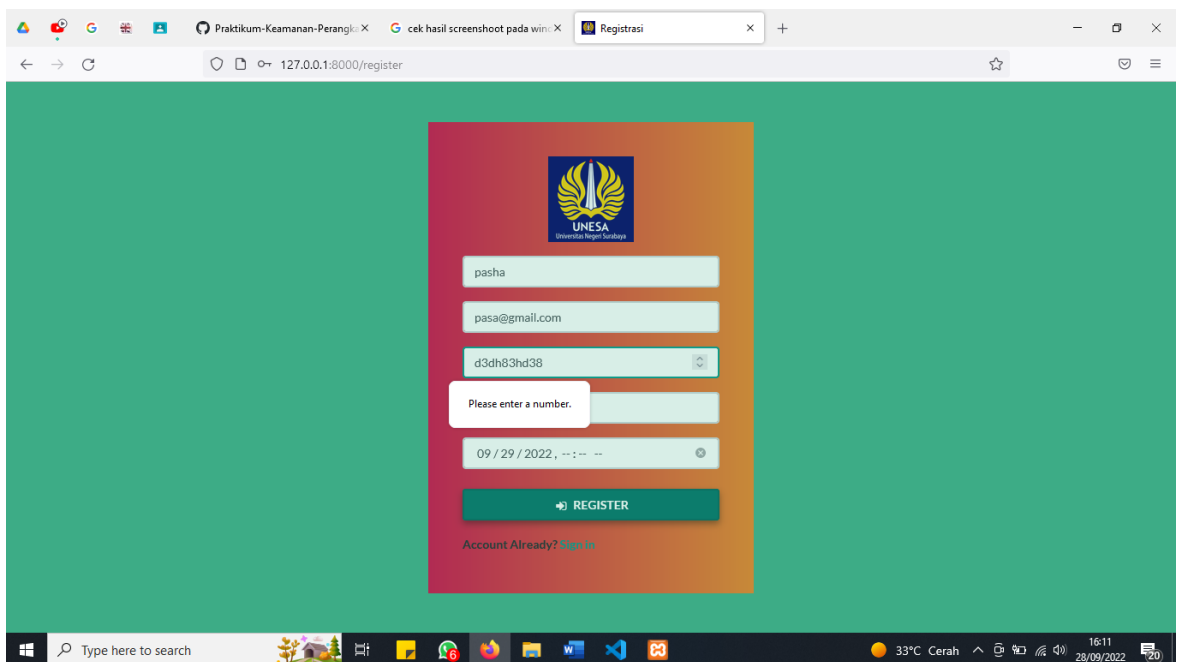 Praktikum-Keamanan-Perangka
cek hasil screenshoot pada wind
Registrasi
127.0.0.1:8000/register
UNESA
Universitas Negeri Surabaya
pasha
pasa@gmail.com
d3dh83hd38
Please enter a number.
09 / 29 / 2022 , -- : -- --
REGISTER
Account Already? Sign in
Type here to search
6
33°C Cerah
16:11
28/09/2022
20